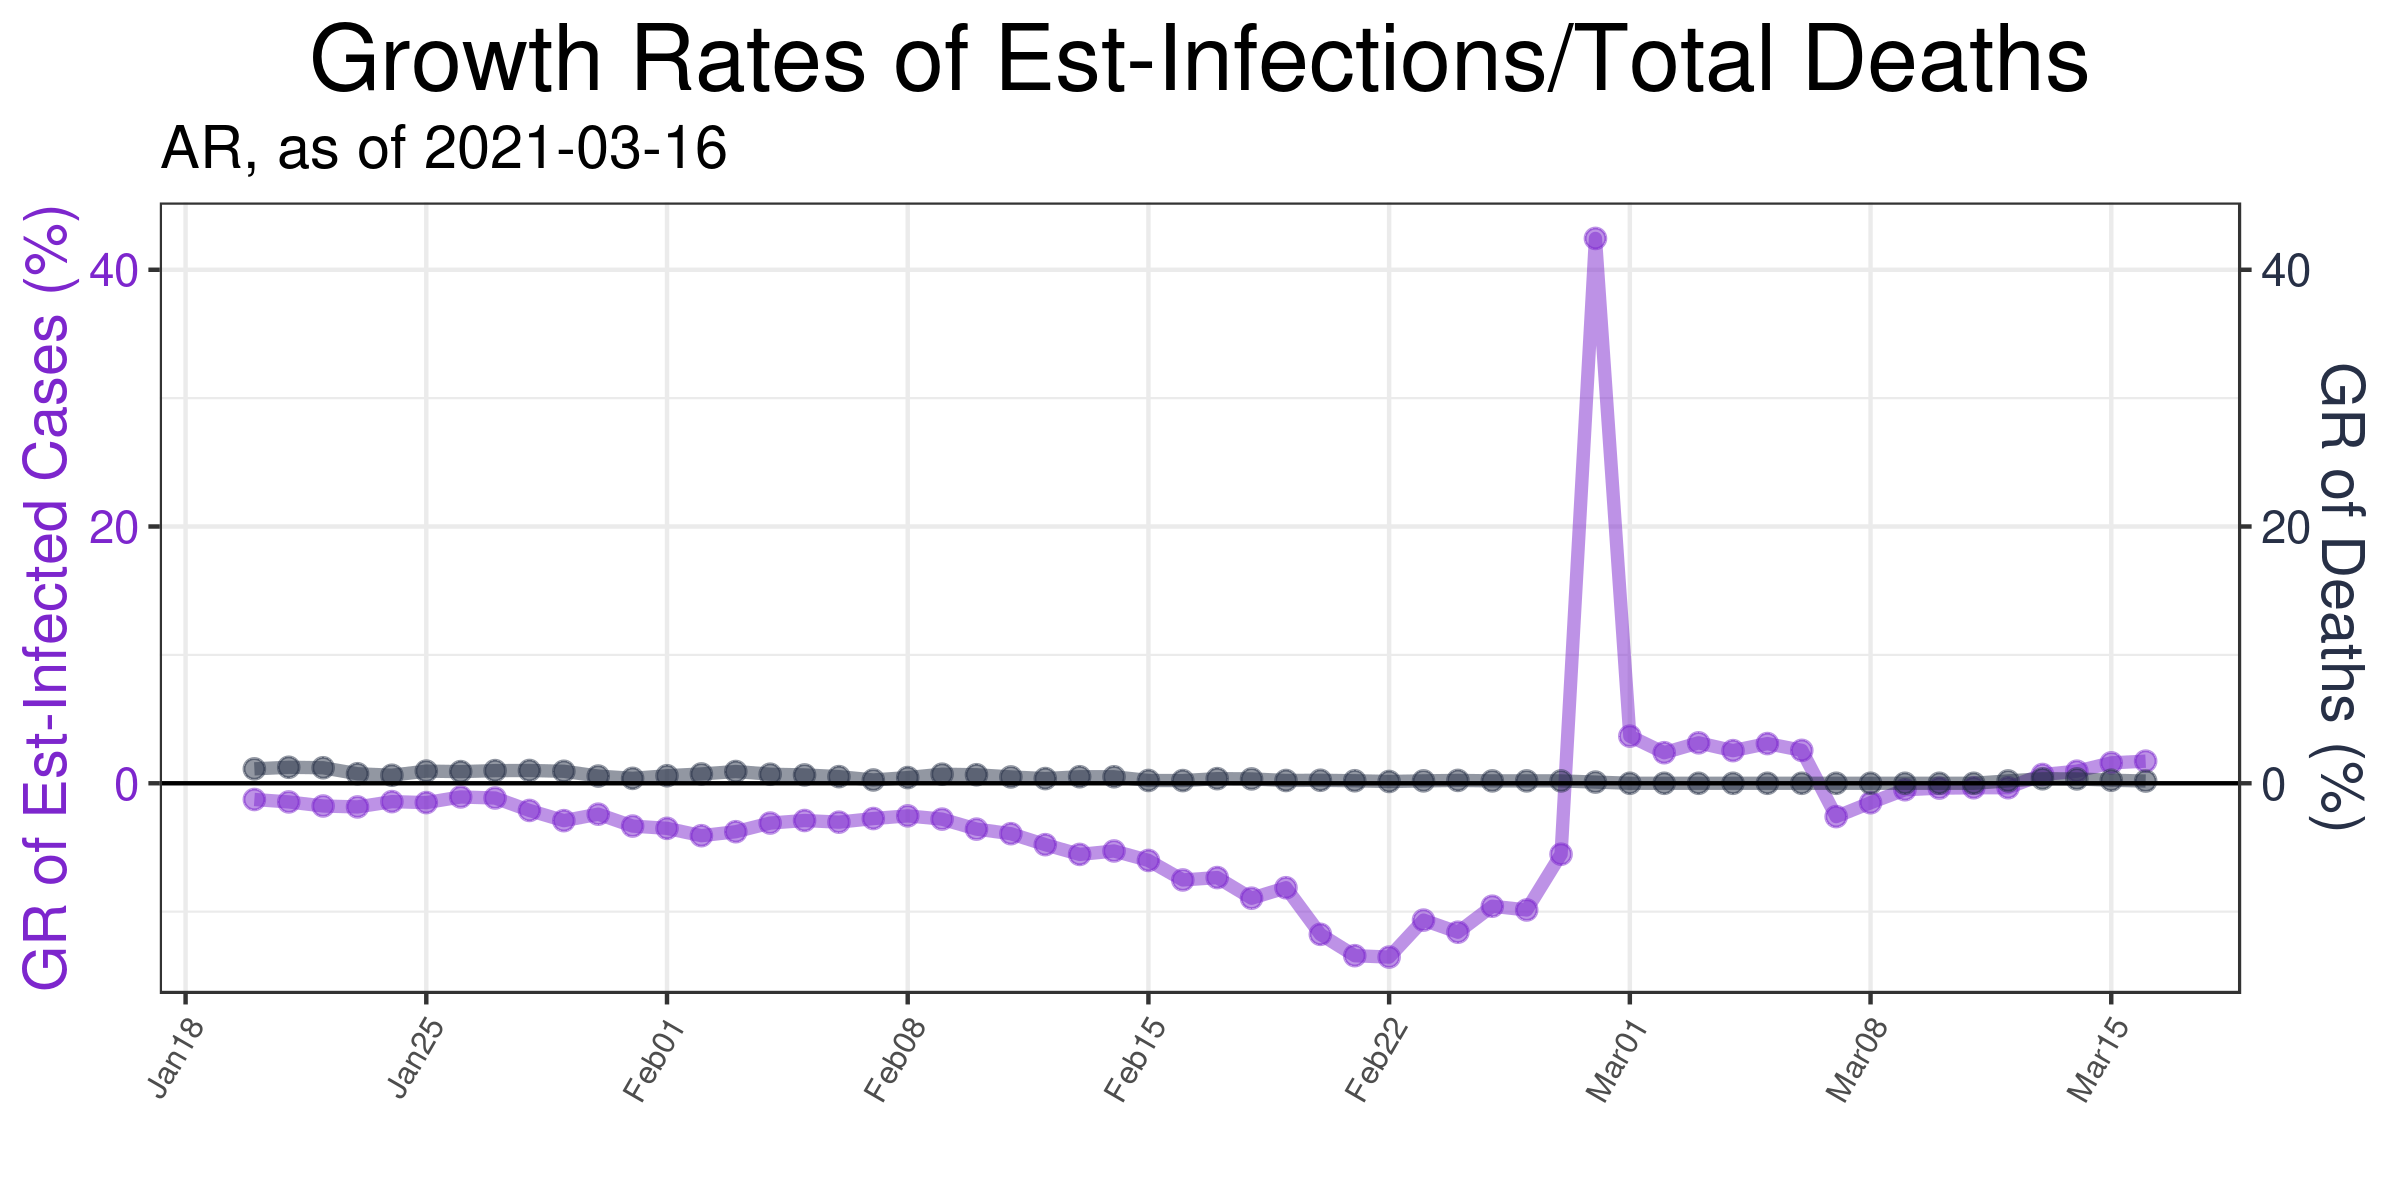 Growth Rates of Est-Infections/Total Deaths
AR, as of 2021-03-16
GR of Est-Infected Cases (%)
40
20
0
40
20
0
GR of Deaths (%)
Jan18
Jan25
Feb01
Feb08
Feb15
Feb22
Mar01
Mar08
Mar15